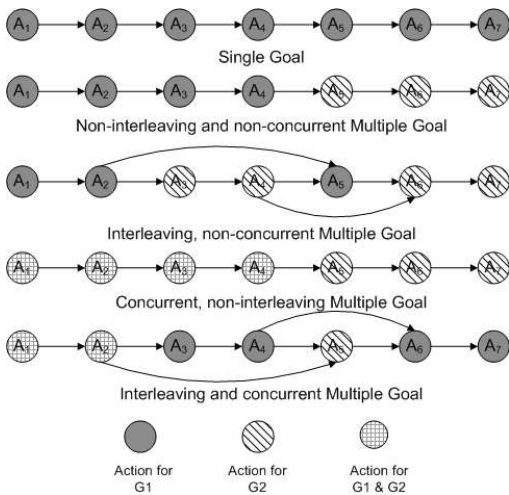 A₁ A₂ A₃ A₄ A₅ A₆ A₇
Single Goal
A₁ A₂ A₃ A₄ A₅ A₆ A₇
Non-interleaving and non-concurrent Multiple Goal
A₁ A₂ A₃ A₄ A₅ A₆ A₇
Interleaving, non-concurrent Multiple Goal
A₁ A₂ A₃ A₄ A₅ A₆ A₇
Concurrent, non-interleaving Multiple Goal
A₁ A₂ A₃ A₄ A₅ A₆ A₇
Interleaving and concurrent Multiple Goal
Action for
G1
Action for
G2
Action for
G1 & G2